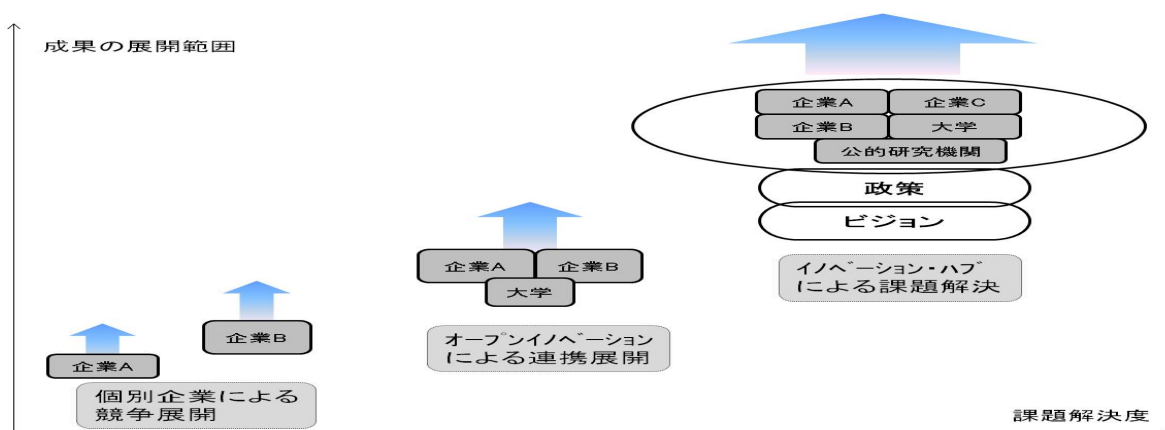 成果の展開範囲
企業A
企業C
企業B
大学
公的研究機関
政策
ビジョン
イノベーション・ハブ
による課題解決
企業A
企業B
大学
オープンイノベーション
による連携展開
企業B
企業A
個別企業による
競争展開
課題解決度